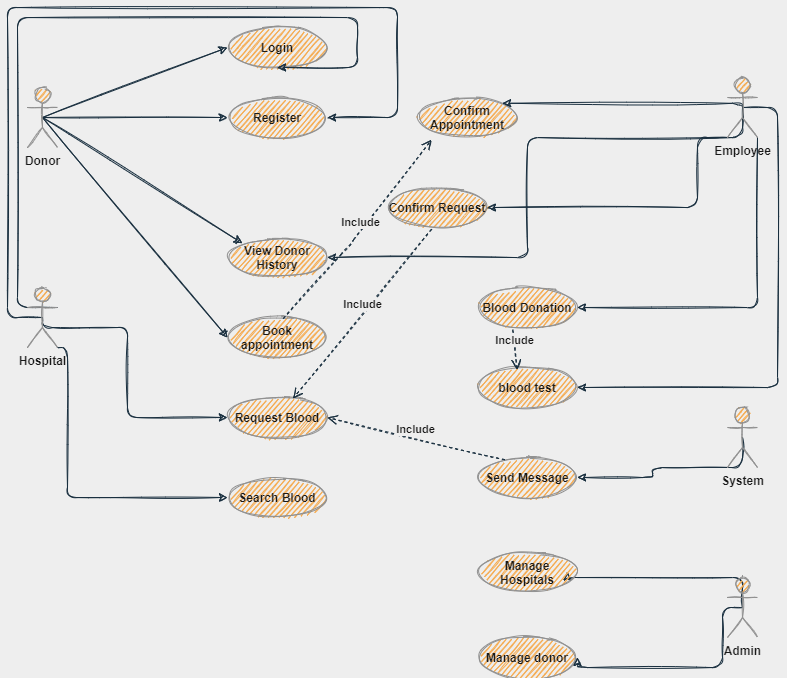 Login
Register
Confirm
Appointment
Donor
Employee
Confirm Request
Include
View Donor
History
Include
Blood Donation
Book
appointment
Include
Hospital
blood test
Request Blood
Include
Send Message
System
Search Blood
Manage
Hospitals
Admin
Manage donor